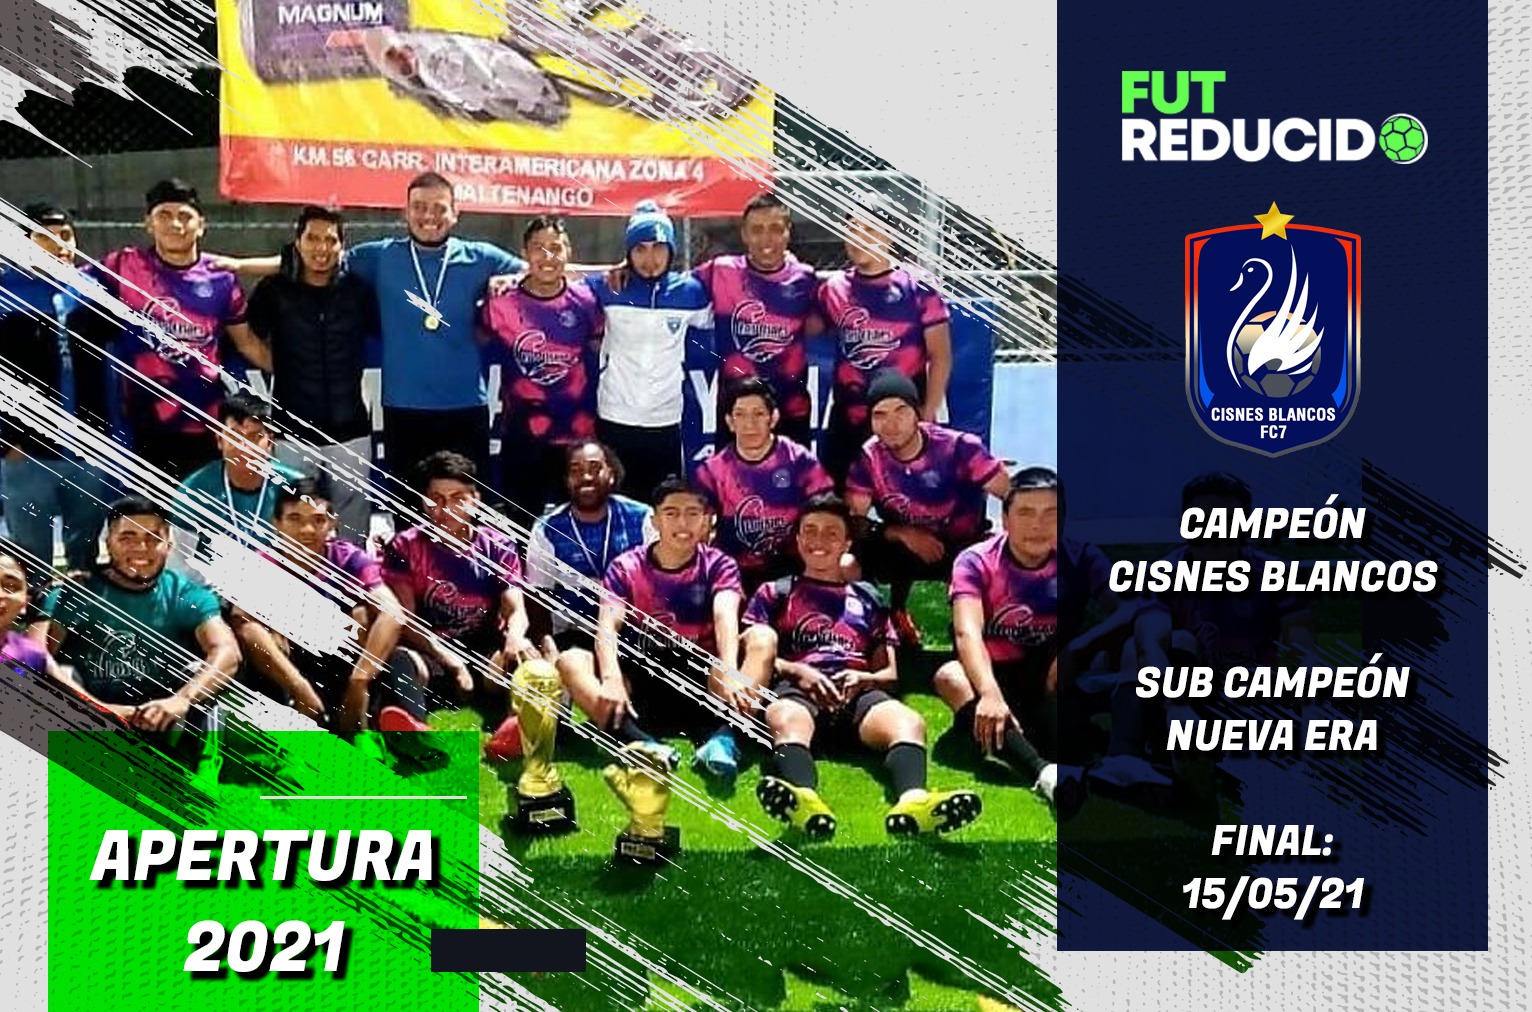 MAGNUM
KM.56 CARR. INTERAMERICANA ZONA 4
MALTENANGO
FUT
REDUCIDO
CISNES BLANCOS
FC7
CAMPEÓN
CISNES BLANCOS
SUB CAMPEÓN
NUEVA ERA
FINAL:
15/05/21
APERTURA
2021